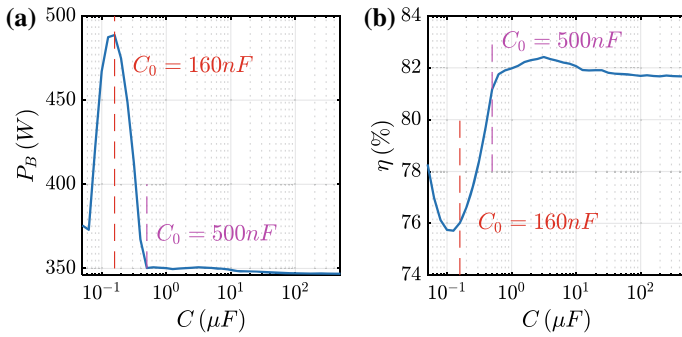 (a)
500
450
400
350
P_B (W)
C_0 = 160nF
C_0 = 500nF
10^-1 10^0 10^1 10^2
C (μF)
(b)
84
82
80
78
76
74
η (%)
C_0 = 500nF
C_0 = 160nF
10^-1 10^0 10^1 10^2
C (μF)